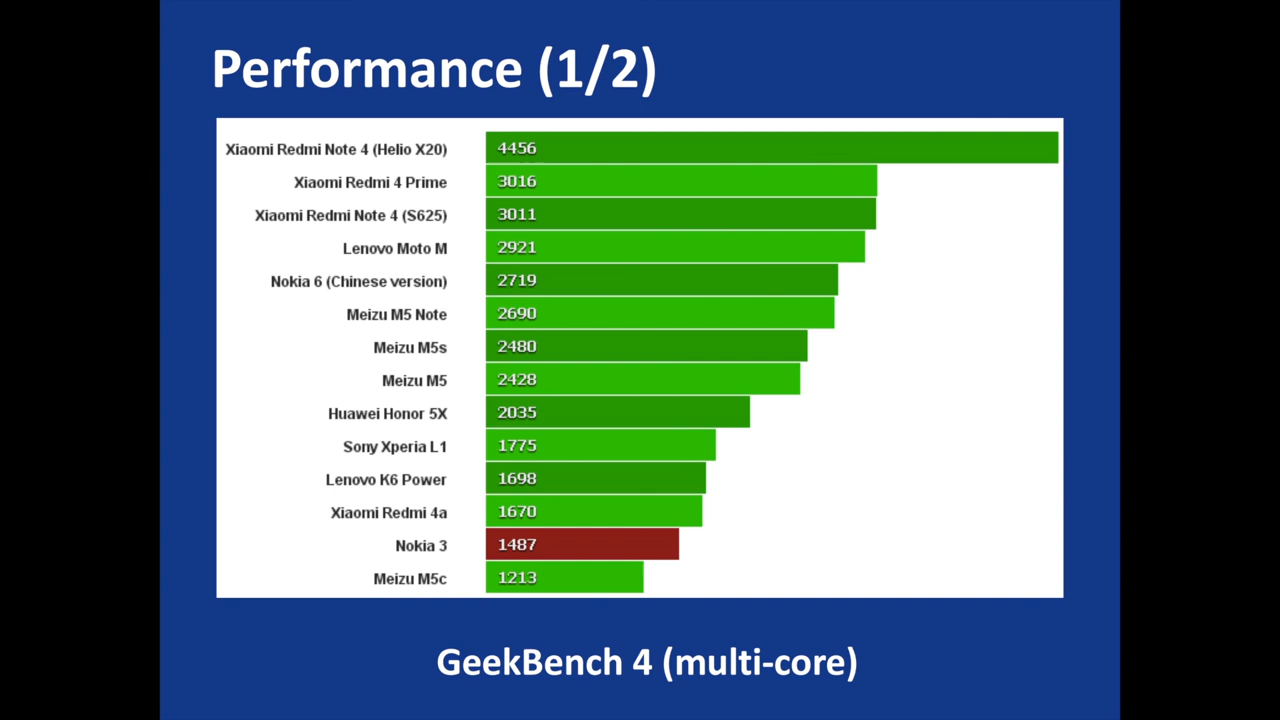 Performance (1/2)
Xiaomi Redmi Note 4 (Helio X20) 4456
Xiaomi Redmi 4 Prime 3016
Xiaomi Redmi Note 4 (S625) 3011
Lenovo Moto M 2921
Nokia 6 (Chinese version) 2719
Meizu M5 Note 2690
Meizu M5s 2480
Meizu M5 2428
Huawei Honor 5X 2035
Sony Xperia L1 1775
Lenovo K6 Power 1698
Xiaomi Redmi 4a 1670
Nokia 3 1487
Meizu M5c 1213
GeekBench 4 (multi-core)